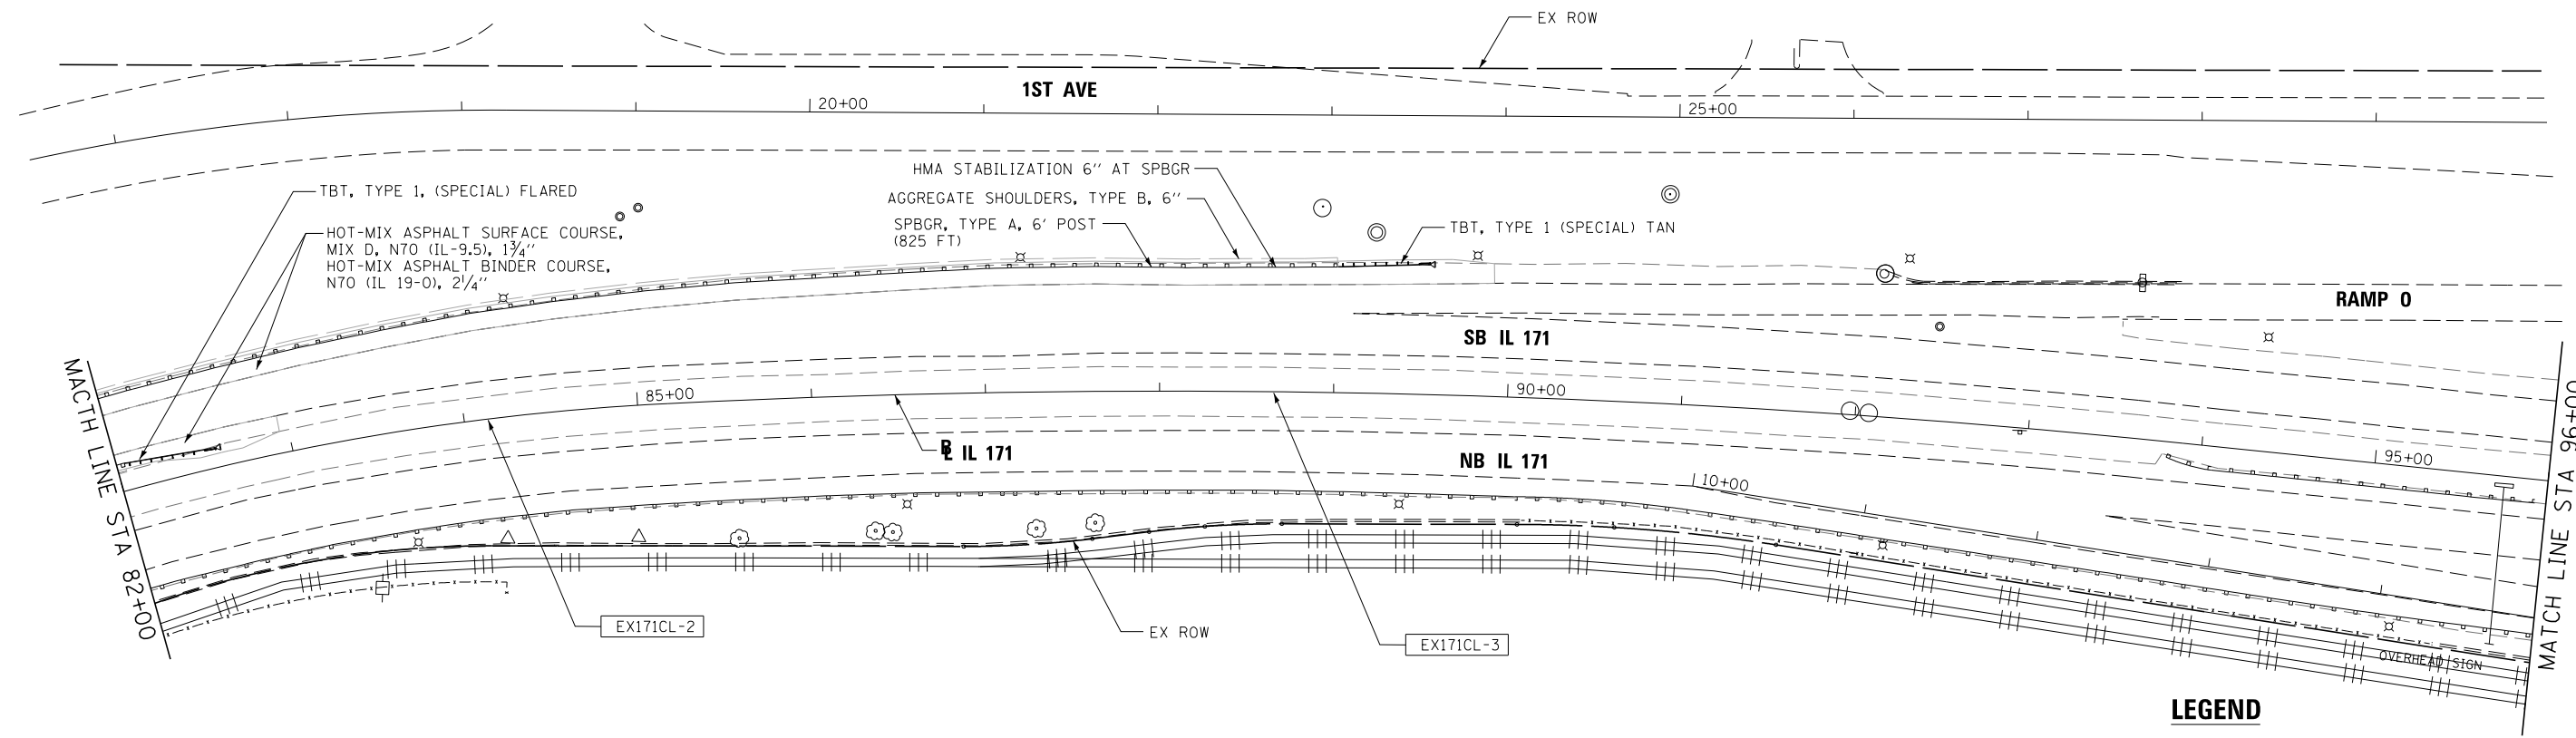 EX ROW
1ST AVE
20+00
25+00
HMA STABILIZATION 6" AT SPBGR
TBT, TYPE 1, (SPECIAL) FLARED
AGGREGATE SHOULDERS, TYPE B, 6"
SPBGR, TYPE A, 6' POST
(825 FT)
TBT, TYPE 1 (SPECIAL) TAN
HOT-MIX ASPHALT SURFACE COURSE,
MIX D, N70 (IL-9.5), 1¾"
HOT-MIX ASPHALT BINDER COURSE,
N70 (IL 19-0), 2¼"
RAMP O
SB IL 171
MACTH LINE STA 82+00
85+00
90+00
℄ IL 171
NB IL 171
95+00
10+00
MATCH LINE STA 96+00
EX171CL-2
EX ROW
EX171CL-3
OVERHEAD SIGN
LEGEND